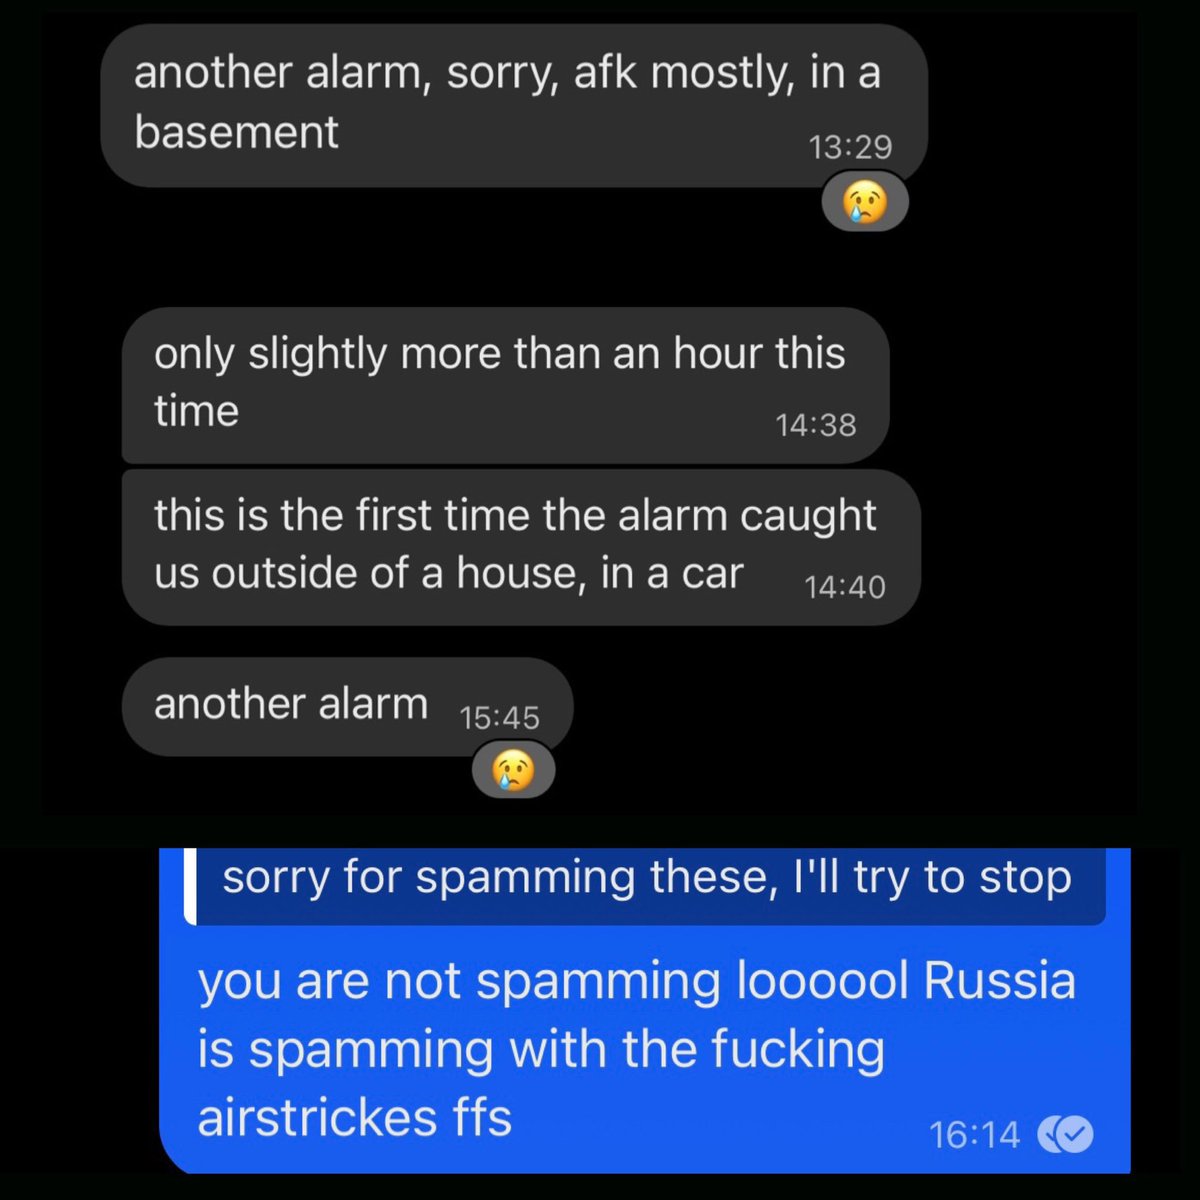 another alarm, sorry, afk mostly, in a
basement
13:29
😢
only slightly more than an hour this
time
14:38
this is the first time the alarm caught
us outside of a house, in a car
14:40
another alarm
15:45
😢
sorry for spamming these, I'll try to stop
you are not spamming loooool Russia
is spamming with the fucking
airstrickes ffs
16:14